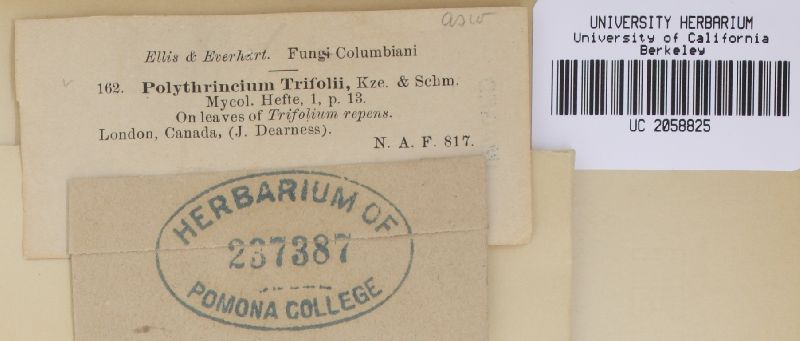 asco
Ellis & Everhart. Fungi Columbiani
162. Polythrincium Trifolii, Kze. & Schm.
Mycol. Hefte, 1, p. 13.
On leaves of Trifolium repens.
London, Canada, (J. Dearness).
N. A. F. 817.
UNIVERSITY HERBARIUM
University of California
Berkeley
UC 2058825
HERBARIUM OF
237387
POMONA COLLEGE